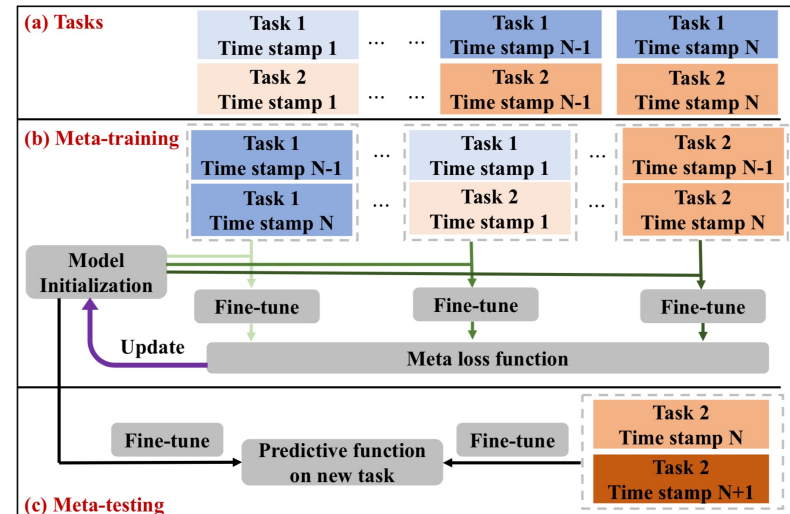 (a) Tasks
Task 1
Time stamp 1
... ...
Task 1
Time stamp N-1
Task 1
Time stamp N
Task 2
Time stamp 1
... ...
Task 2
Time stamp N-1
Task 2
Time stamp N
(b) Meta-training
Task 1
Time stamp N-1
...
Task 1
Time stamp 1
...
Task 2
Time stamp N-1
Task 1
Time stamp N
...
Task 2
Time stamp 1
...
Task 2
Time stamp N
Model
Initialization
Fine-tune
Fine-tune
Fine-tune
Update
Meta loss function
Fine-tune
Predictive function
on new task
Fine-tune
Task 2
Time stamp N
Task 2
Time stamp N+1
(c) Meta-testing